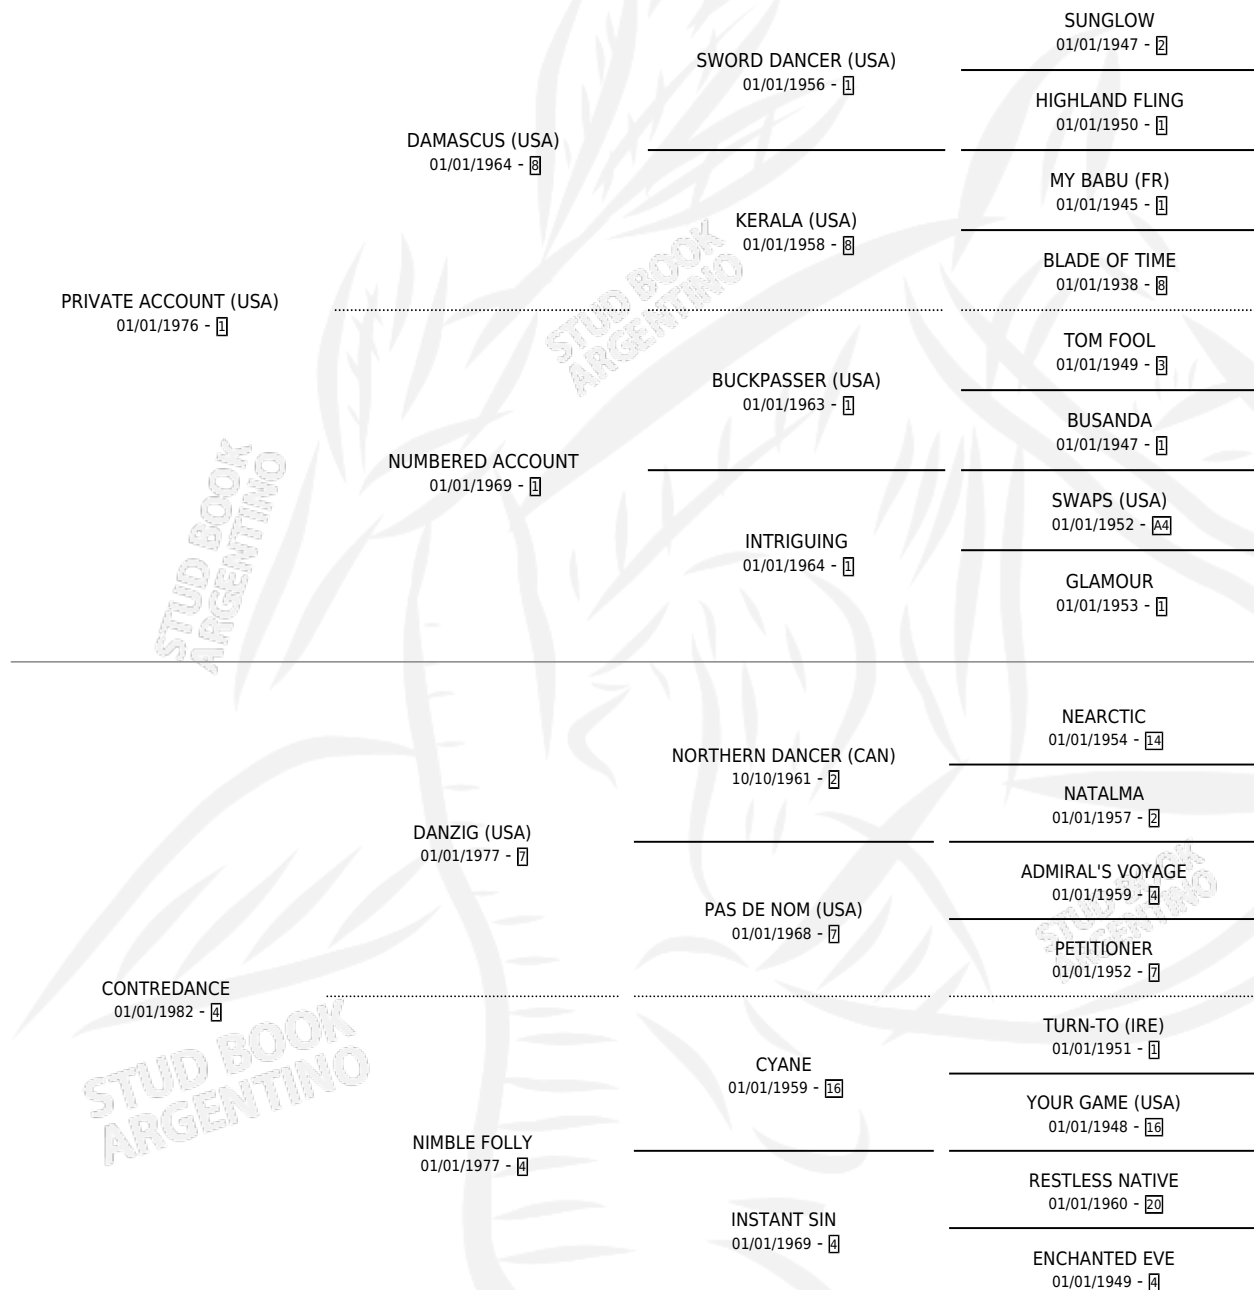 SUNGLOW
01/01/1947 - 2
SWORD DANCER (USA)
01/01/1956 - 1
HIGHLAND FLING
01/01/1950 - 1
DAMASCUS (USA)
01/01/1964 - 8
MY BABU (FR)
01/01/1945 - 1
KERALA (USA)
01/01/1958 - 8
BLADE OF TIME
01/01/1938 - 8
PRIVATE ACCOUNT (USA)
01/01/1976 - 1
STUD BOOK
ARGENTINO
TOM FOOL
01/01/1949 - 3
BUCKPASSER (USA)
01/01/1963 - 1
BUSANDA
01/01/1947 - 1
NUMBERED ACCOUNT
01/01/1969 - 1
SWAPS (USA)
01/01/1952 - A4
INTRIGUING
01/01/1964 - 1
GLAMOUR
01/01/1953 - 1
STUD BOOK
ARGENTINO
NEARCTIC
01/01/1954 - 14
NORTHERN DANCER (CAN)
10/10/1961 - 2
NATALMA
01/01/1957 - 2
DANZIG (USA)
01/01/1977 - 7
ADMIRAL'S VOYAGE
01/01/1959 - 4
PAS DE NOM (USA)
01/01/1968 - 7
STUD BOOK
ARGENTINO
PETITIONER
01/01/1952 - 7
CONTREDANCE
01/01/1982 - 4
STUD BOOK
ARGENTINO
TURN-TO (IRE)
01/01/1951 - 1
CYANE
01/01/1959 - 16
YOUR GAME (USA)
01/01/1948 - 16
NIMBLE FOLLY
01/01/1977 - 4
RESTLESS NATIVE
01/01/1960 - 20
INSTANT SIN
01/01/1969 - 4
ENCHANTED EVE
01/01/1949 - 4